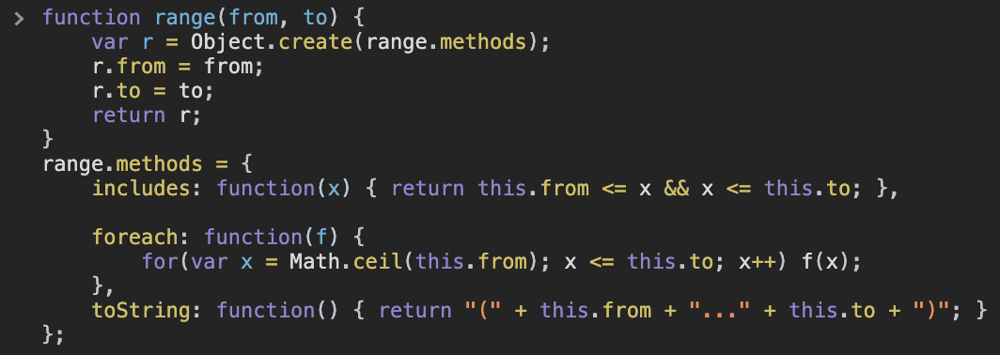 > function range(from, to) {
    var r = Object.create(range.methods);
    r.from = from;
    r.to = to;
    return r;
}
range.methods = {
    includes: function(x) { return this.from <= x && x <= this.to; },

    foreach: function(f) {
        for(var x = Math.ceil(this.from); x <= this.to; x++) f(x);
    },
    toString: function() { return "(" + this.from + "..." + this.to + ")"; }
};